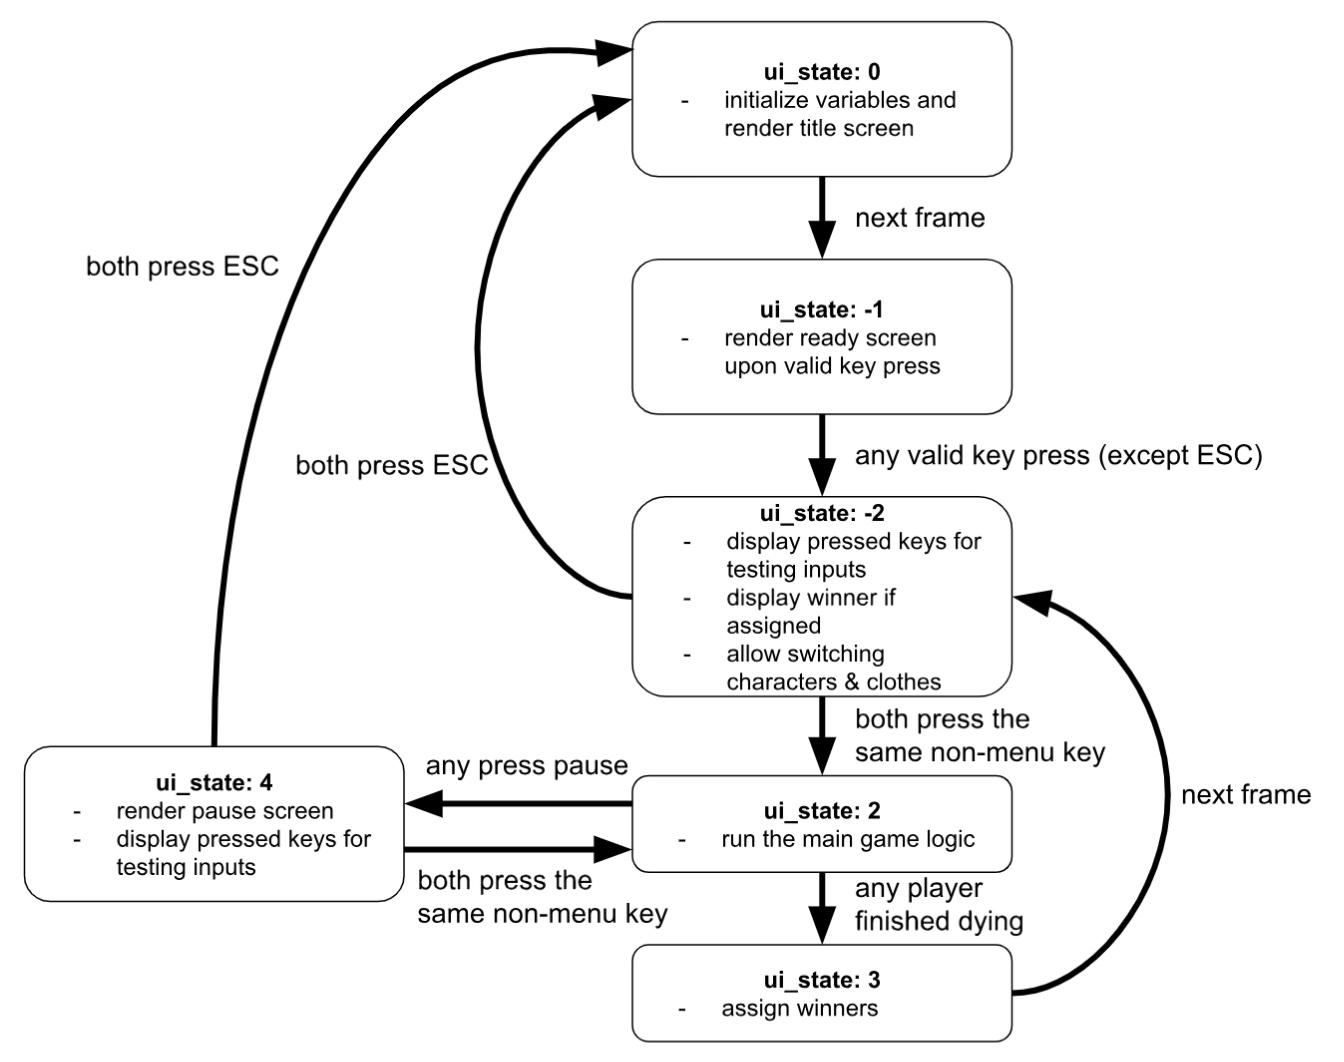 ui_state: 0
- initialize variables and
render title screen
next frame
both press ESC
ui_state: -1
- render ready screen
upon valid key press
any valid key press (except ESC)
both press ESC
ui_state: -2
- display pressed keys for
testing inputs
- display winner if
assigned
- allow switching
characters & clothes
both press the
same non-menu key
any press pause
ui_state: 4
- render pause screen
- display pressed keys for
testing inputs
ui_state: 2
- run the main game logic
next frame
both press the
same non-menu key
any player
finished dying
ui_state: 3
- assign winners